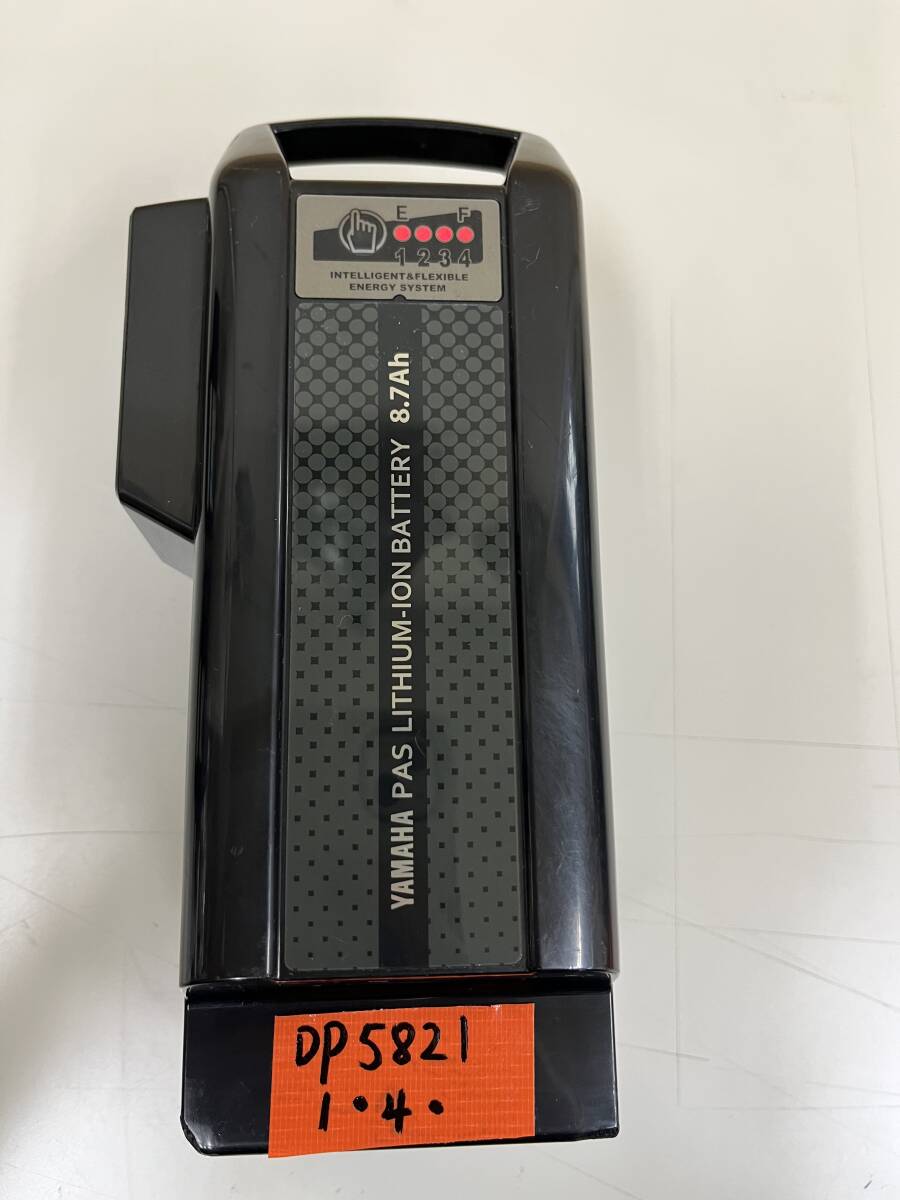 E F
1 2 3 4
INTELLIGENT&FLEXIBLE
ENERGY SYSTEM
YAMAHA PAS LITHIUM-ION BATTERY 8.7Ah
DP5821
1・4・